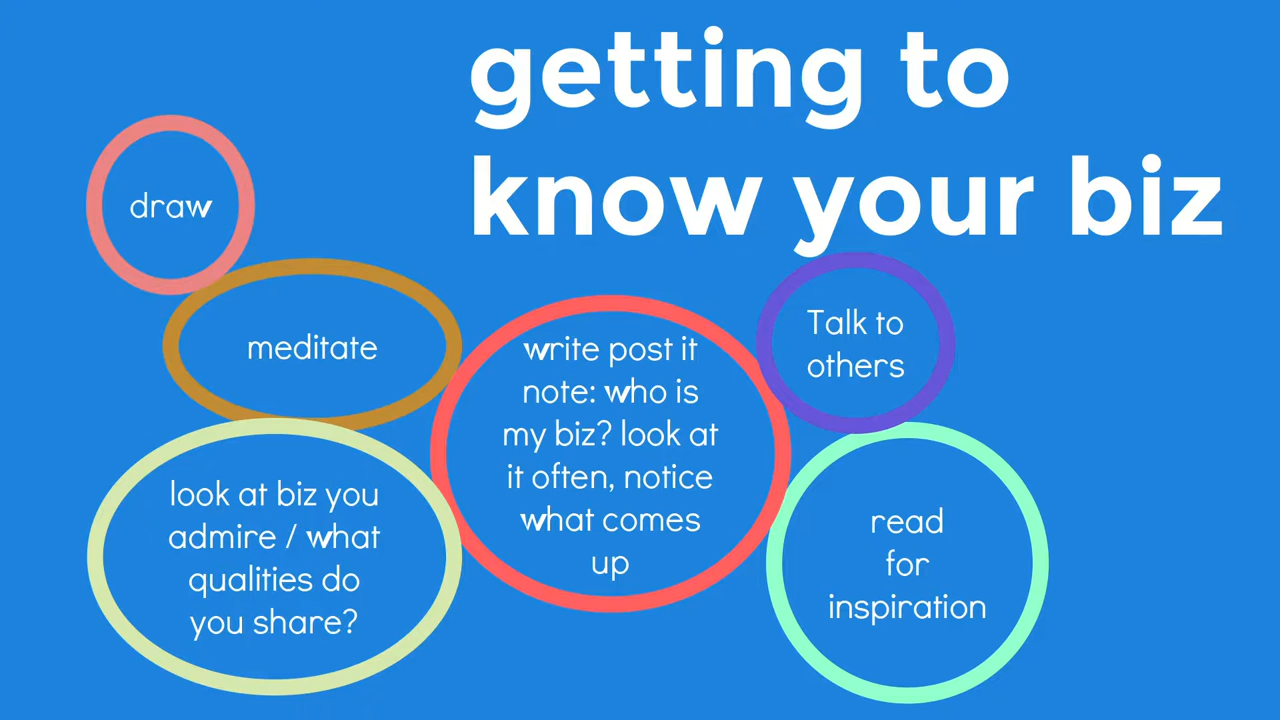 getting to
know your biz
draw
meditate
look at biz you
admire / what
qualities do
you share?
write post it
note: who is
my biz? look at
it often, notice
what comes
up
Talk to
others
read
for
inspiration